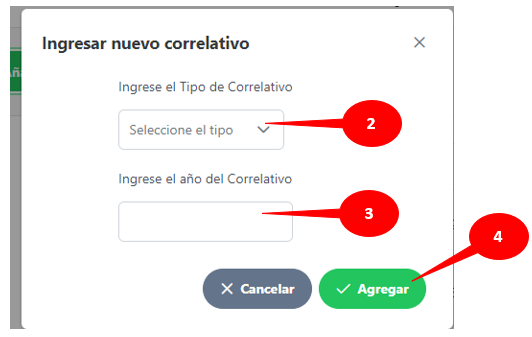 Ingresar nuevo correlativo
Ingrese el Tipo de Correlativo
Seleccione el tipo
2
Ingrese el año del Correlativo
3
4
Cancelar
Agregar